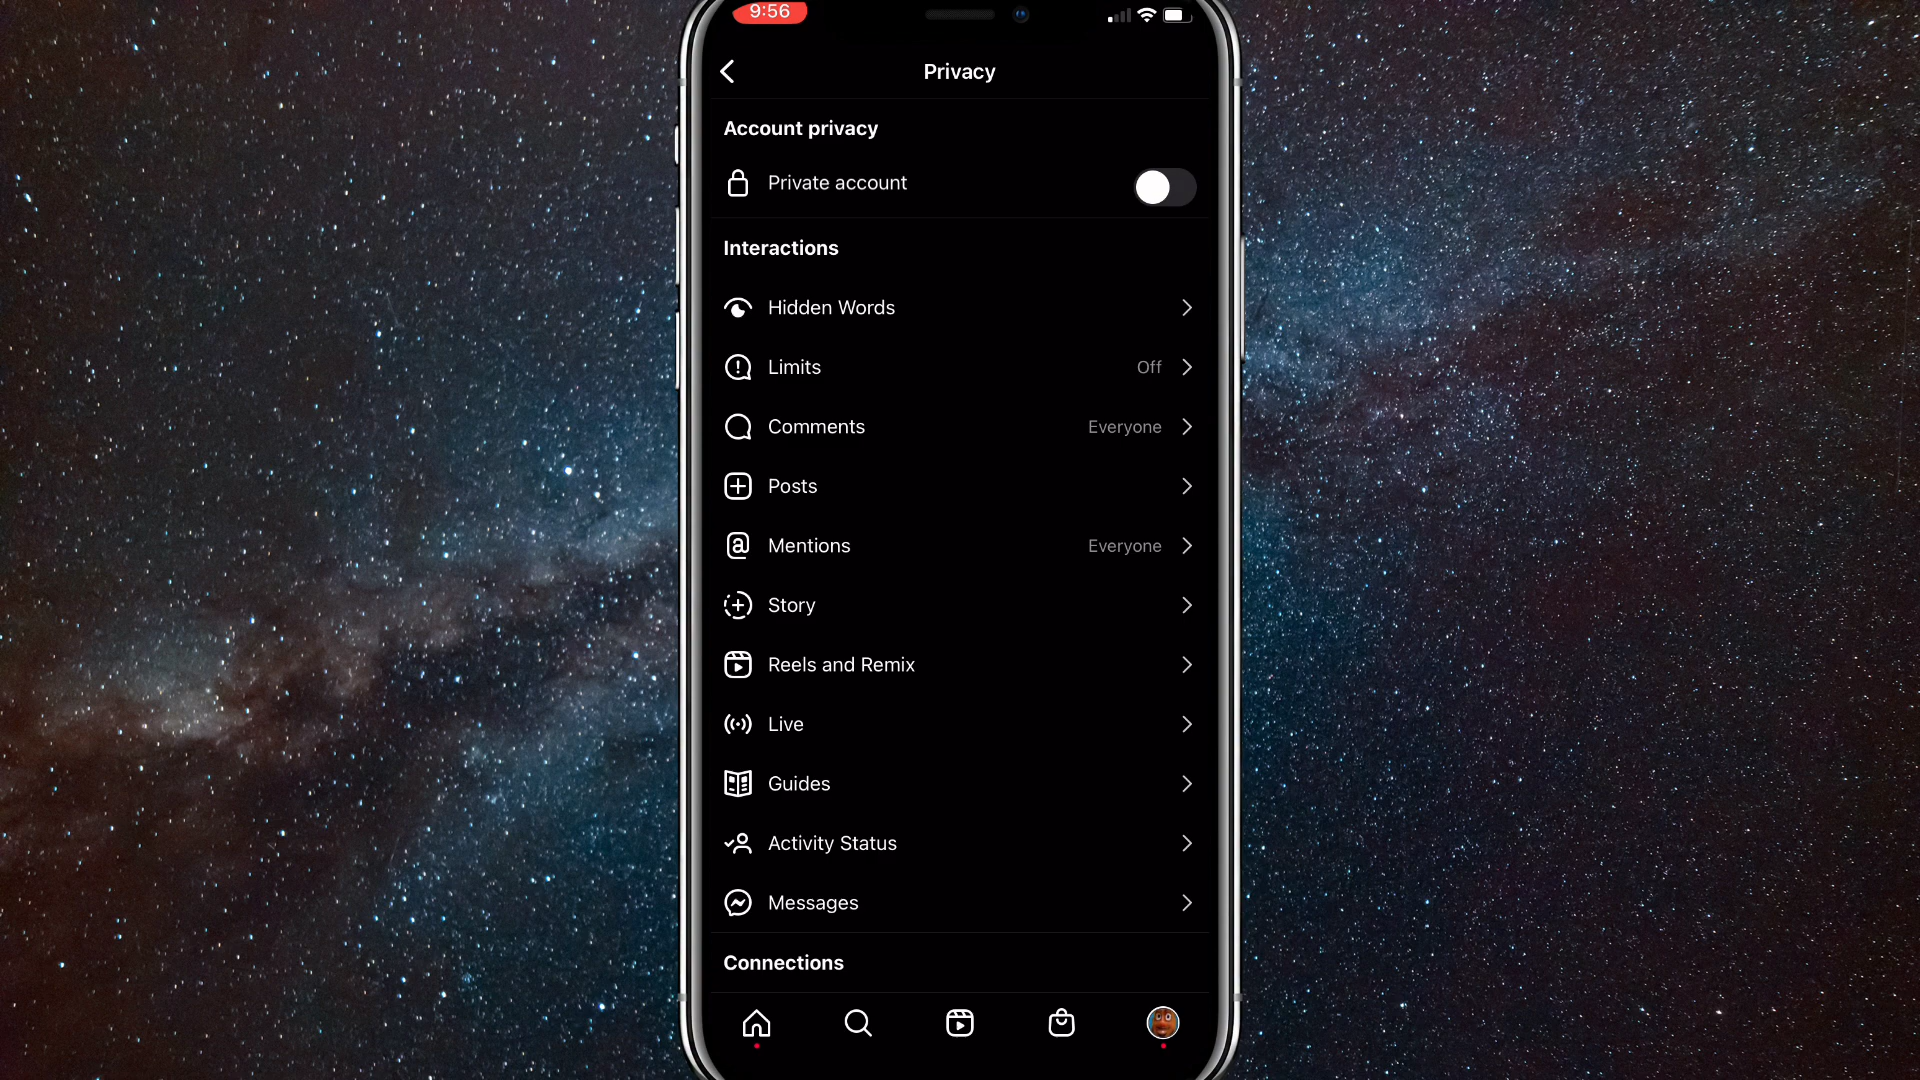 9:56
Privacy
Account privacy
Private account
Interactions
Hidden Words
Limits Off
Comments Everyone
Posts
Mentions Everyone
Story
Reels and Remix
Live
Guides
Activity Status
Messages
Connections